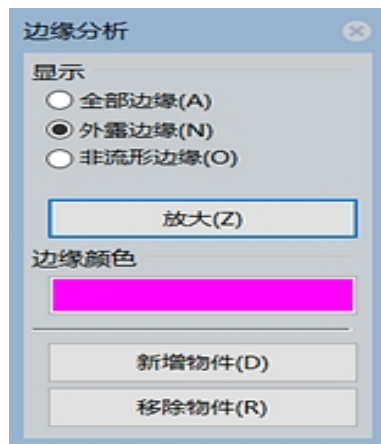 边缘分析
显示
全部边缘(A)
外露边缘(N)
非流形边缘(O)
放大(Z)
边缘颜色
新增物件(D)
移除物件(R)